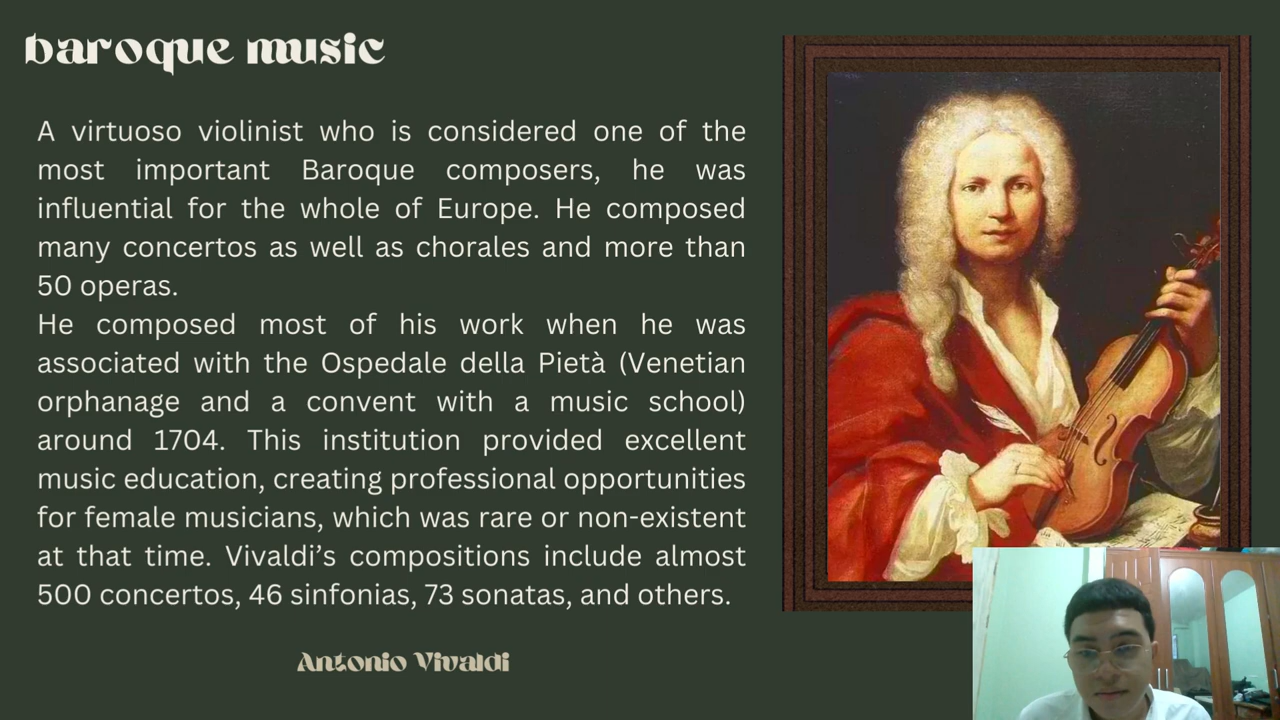 baroque music
A virtuoso violinist who is considered one of the
most important Baroque composers, he was
influential for the whole of Europe. He composed
many concertos as well as chorales and more than
50 operas.
He composed most of his work when he was
associated with the Ospedale della Pietà (Venetian
orphanage and a convent with a music school)
around 1704. This institution provided excellent
music education, creating professional opportunities
for female musicians, which was rare or non-existent
at that time. Vivaldi’s compositions include almost
500 concertos, 46 sinfonias, 73 sonatas, and others.
Antonio Vivaldi